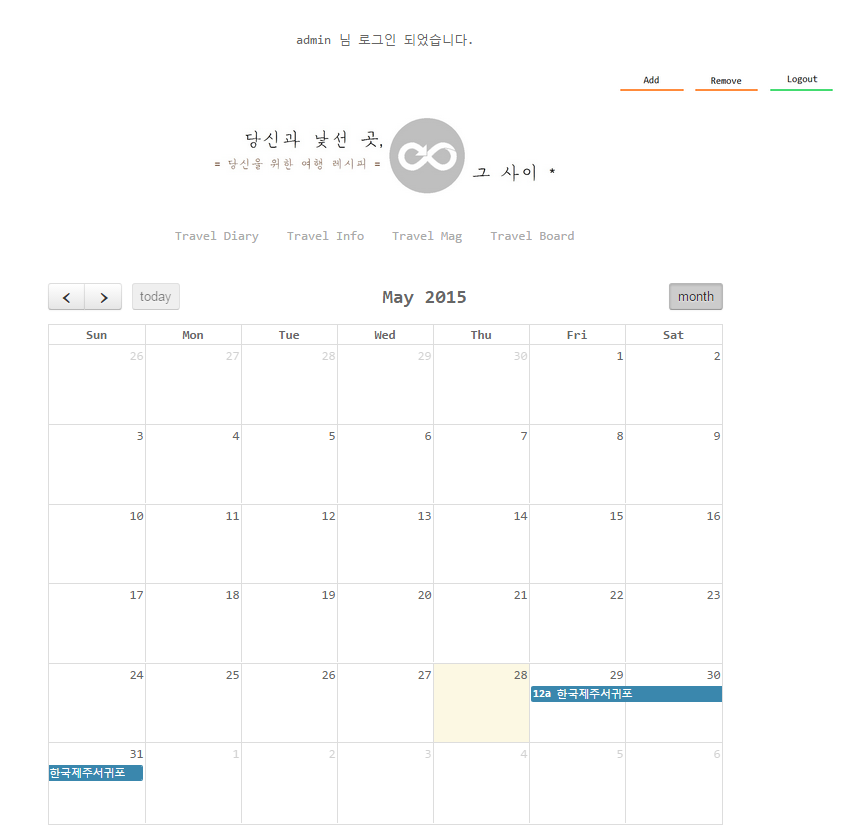 admin 님 로그인 되었습니다.
Add Remove Logout
당신과 낯선 곳,
= 당신을 위한 여행 레시피 =
그 사이 *
Travel Diary Travel Info Travel Mag Travel Board
today May 2015 month
Sun Mon Tue Wed Thu Fri Sat
26 27 28 29 30 1 2
3 4 5 6 7 8 9
10 11 12 13 14 15 16
17 18 19 20 21 22 23
24 25 26 27 28 29 30
12a 한국제주서귀포
31 1 2 3 4 5 6
한국제주서귀포